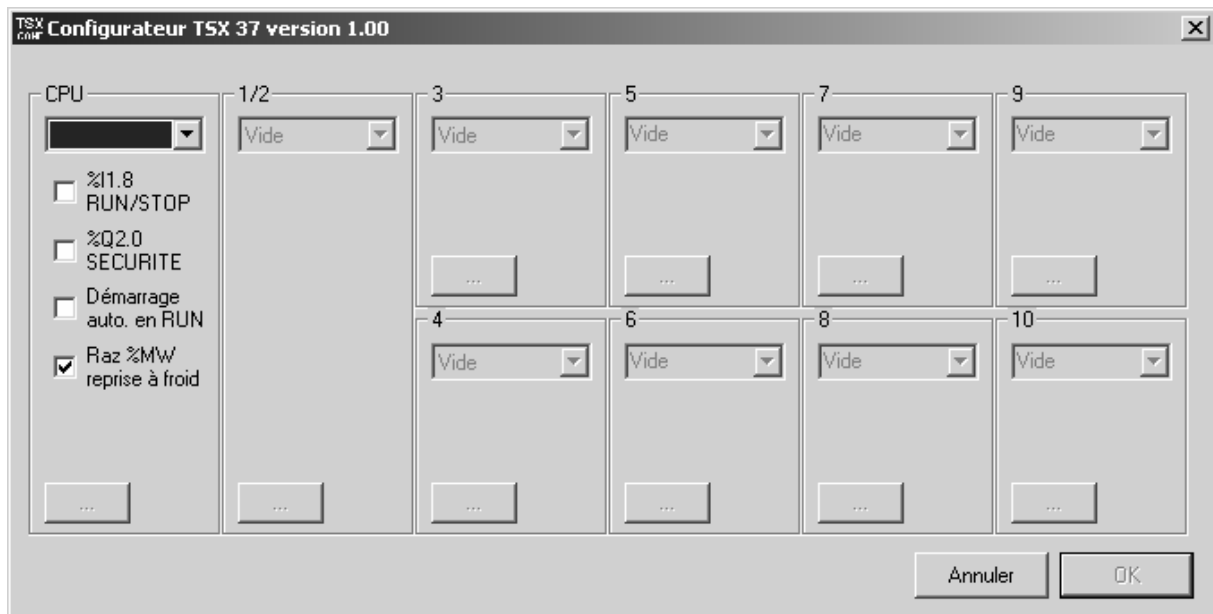 TSX CONF Configurateur TSX 37 version 1.00
CPU
%I1.8
RUN/STOP
%Q2.0
SECURITE
Démarrage
auto. en RUN
Raz %MW
reprise à froid
...
1/2
Vide
...
3
Vide
...
5
Vide
...
7
Vide
...
9
Vide
...
4
Vide
...
6
Vide
...
8
Vide
...
10
Vide
...
Annuler
OK